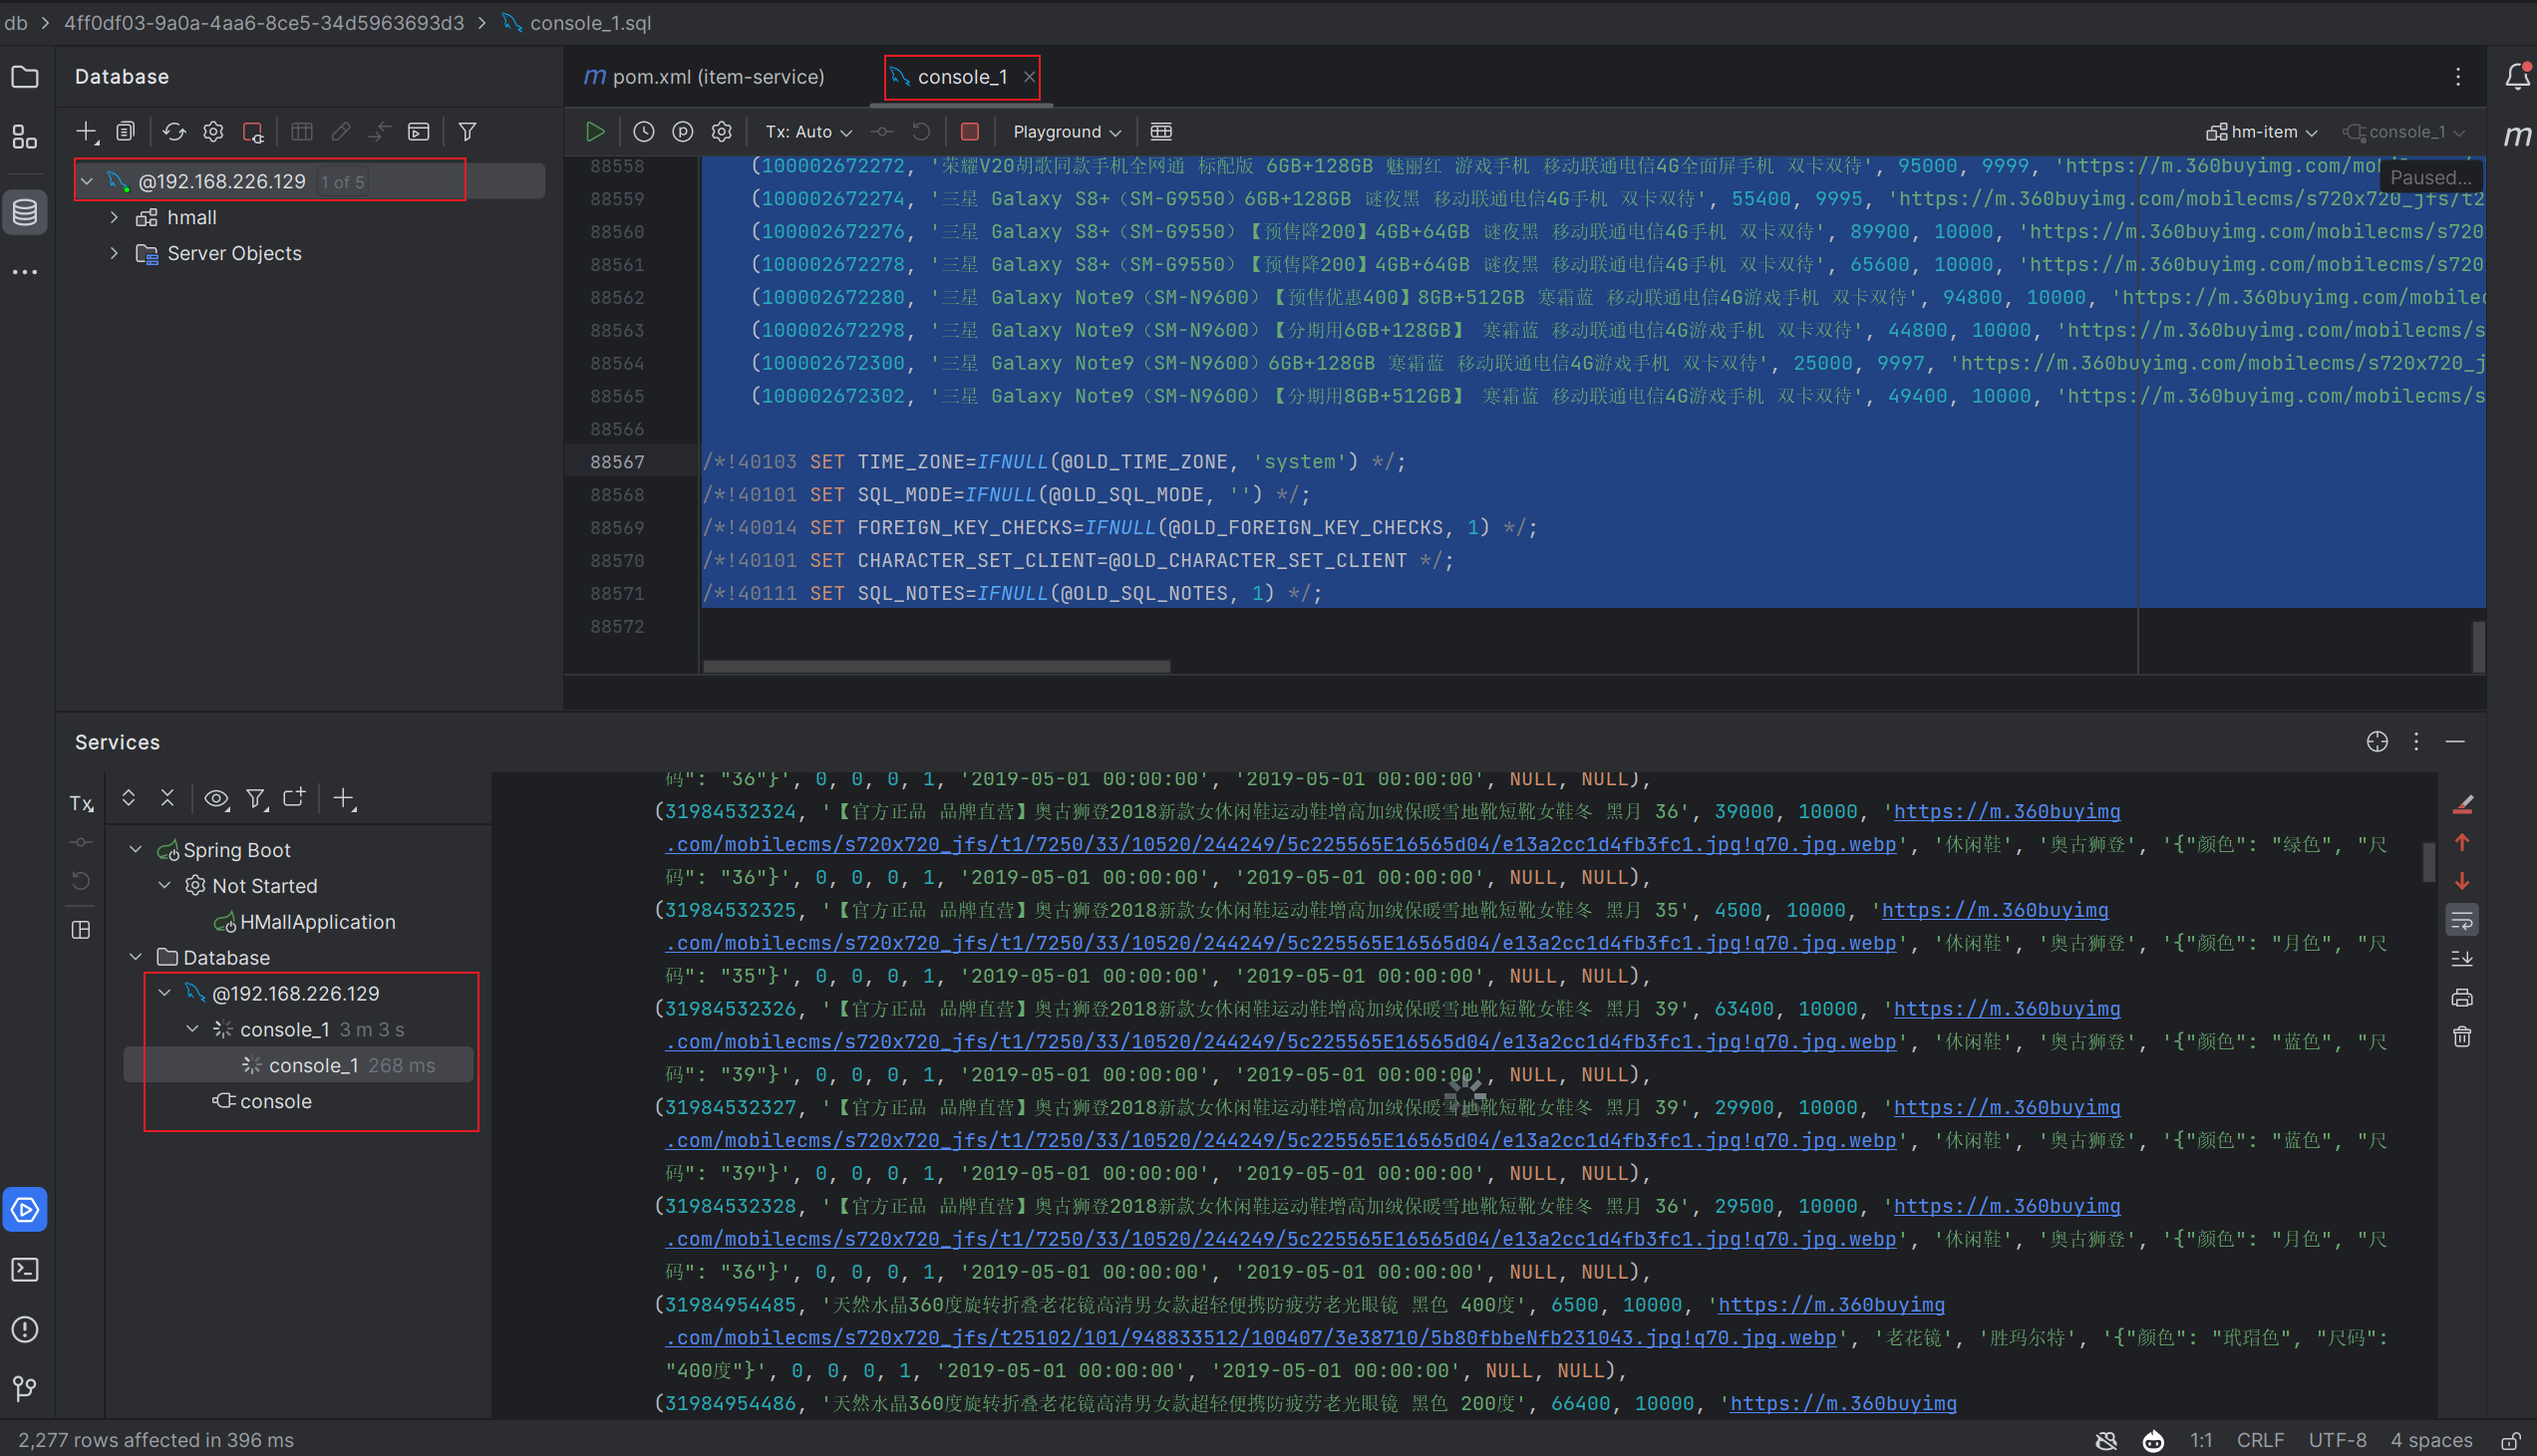 db > 4ff0df03-9a0a-4aa6-8ce5-34d5963693d3 > console_1.sql
Database
pom.xml (item-service)
console_1
Tx: Auto
Playground
hm-item
console_1
@192.168.226.129 1 of 5
hmall
Server Objects
Paused...
88558 (100002672272, '荣耀V20胡歌同款手机全网通 标配版 6GB+128GB 魅丽红 游戏手机 移动联通电信4G全面屏手机 双卡双待', 95000, 9999, 'https://m.360buyimg.com/mob
88559 (100002672274, '三星 Galaxy S8+（SM-G9550）6GB+128GB 谜夜黑 移动联通电信4G手机 双卡双待', 55400, 9995, 'https://m.360buyimg.com/mobilecms/s720x720_jfs/t2
88560 (100002672276, '三星 Galaxy S8+（SM-G9550）【预售降200】4GB+64GB 谜夜黑 移动联通电信4G手机 双卡双待', 89900, 10000, 'https://m.360buyimg.com/mobilecms/s720
88561 (100002672278, '三星 Galaxy S8+（SM-G9550）【预售降200】4GB+64GB 谜夜黑 移动联通电信4G手机 双卡双待', 65600, 10000, 'https://m.360buyimg.com/mobilecms/s720
88562 (100002672280, '三星 Galaxy Note9（SM-N9600）【预售优惠400】8GB+512GB 寒霜蓝 移动联通电信4G游戏手机 双卡双待', 94800, 10000, 'https://m.360buyimg.com/mobilec
88563 (100002672298, '三星 Galaxy Note9（SM-N9600）【分期用6GB+128GB】 寒霜蓝 移动联通电信4G游戏手机 双卡双待', 44800, 10000, 'https://m.360buyimg.com/mobilecms/s
88564 (100002672300, '三星 Galaxy Note9（SM-N9600）6GB+128GB 寒霜蓝 移动联通电信4G游戏手机 双卡双待', 25000, 9997, 'https://m.360buyimg.com/mobilecms/s720x720_j
88565 (100002672302, '三星 Galaxy Note9（SM-N9600）【分期用8GB+512GB】 寒霜蓝 移动联通电信4G游戏手机 双卡双待', 49400, 10000, 'https://m.360buyimg.com/mobilecms/s
88566
88567 /*!40103 SET TIME_ZONE=IFNULL(@OLD_TIME_ZONE, 'system') */;
88568 /*!40101 SET SQL_MODE=IFNULL(@OLD_SQL_MODE, '') */;
88569 /*!40014 SET FOREIGN_KEY_CHECKS=IFNULL(@OLD_FOREIGN_KEY_CHECKS, 1) */;
88570 /*!40101 SET CHARACTER_SET_CLIENT=@OLD_CHARACTER_SET_CLIENT */;
88571 /*!40111 SET SQL_NOTES=IFNULL(@OLD_SQL_NOTES, 1) */;
88572
Services
Tx
Spring Boot
Not Started
HMallApplication
Database
@192.168.226.129
console_1 3 m 3 s
console_1 268 ms
console
码": "36"}', 0, 0, 0, 1, '2019-05-01 00:00:00', '2019-05-01 00:00:00', NULL, NULL),
(31984532324, '【官方正品 品牌直营】奥古狮登2018新款女休闲鞋运动鞋增高加绒保暖雪地靴短靴女鞋冬 黑月 36', 39000, 10000, 'https://m.360buyimg
.com/mobilecms/s720x720_jfs/t1/7250/33/10520/244249/5c225565E16565d04/e13a2cc1d4fb3fc1.jpg!q70.jpg.webp', '休闲鞋', '奥古狮登', '{"颜色": "绿色", "尺
码": "36"}', 0, 0, 0, 1, '2019-05-01 00:00:00', '2019-05-01 00:00:00', NULL, NULL),
(31984532325, '【官方正品 品牌直营】奥古狮登2018新款女休闲鞋运动鞋增高加绒保暖雪地靴短靴女鞋冬 黑月 35', 4500, 10000, 'https://m.360buyimg
.com/mobilecms/s720x720_jfs/t1/7250/33/10520/244249/5c225565E16565d04/e13a2cc1d4fb3fc1.jpg!q70.jpg.webp', '休闲鞋', '奥古狮登', '{"颜色": "月色", "尺
码": "35"}', 0, 0, 0, 1, '2019-05-01 00:00:00', '2019-05-01 00:00:00', NULL, NULL),
(31984532326, '【官方正品 品牌直营】奥古狮登2018新款女休闲鞋运动鞋增高加绒保暖雪地靴短靴女鞋冬 黑月 39', 63400, 10000, 'https://m.360buyimg
.com/mobilecms/s720x720_jfs/t1/7250/33/10520/244249/5c225565E16565d04/e13a2cc1d4fb3fc1.jpg!q70.jpg.webp', '休闲鞋', '奥古狮登', '{"颜色": "蓝色", "尺
码": "39"}', 0, 0, 0, 1, '2019-05-01 00:00:00', '2019-05-01 00:00:00', NULL, NULL),
(31984532327, '【官方正品 品牌直营】奥古狮登2018新款女休闲鞋运动鞋增高加绒保暖雪地靴短靴女鞋冬 黑月 39', 29900, 10000, 'https://m.360buyimg
.com/mobilecms/s720x720_jfs/t1/7250/33/10520/244249/5c225565E16565d04/e13a2cc1d4fb3fc1.jpg!q70.jpg.webp', '休闲鞋', '奥古狮登', '{"颜色": "蓝色", "尺
码": "39"}', 0, 0, 0, 1, '2019-05-01 00:00:00', '2019-05-01 00:00:00', NULL, NULL),
(31984532328, '【官方正品 品牌直营】奥古狮登2018新款女休闲鞋运动鞋增高加绒保暖雪地靴短靴女鞋冬 黑月 36', 29500, 10000, 'https://m.360buyimg
.com/mobilecms/s720x720_jfs/t1/7250/33/10520/244249/5c225565E16565d04/e13a2cc1d4fb3fc1.jpg!q70.jpg.webp', '休闲鞋', '奥古狮登', '{"颜色": "月色", "尺
码": "36"}', 0, 0, 0, 1, '2019-05-01 00:00:00', '2019-05-01 00:00:00', NULL, NULL),
(31984954485, '天然水晶360度旋转折叠老花镜高清男女款超轻便携防疲劳老光眼镜 黑色 400度', 6500, 10000, 'https://m.360buyimg
.com/mobilecms/s720x720_jfs/t25102/101/948833512/100407/3e38710/5b80fbbeNfb231043.jpg!q70.jpg.webp', '老花镜', '胜玛尔特', '{"颜色": "玳瑁色", "尺码":
"400度"}', 0, 0, 0, 1, '2019-05-01 00:00:00', '2019-05-01 00:00:00', NULL, NULL),
(31984954486, '天然水晶360度旋转折叠老花镜高清男女款超轻便携防疲劳老光眼镜 黑色 200度', 66400, 10000, 'https://m.360buyimg
2,277 rows affected in 396 ms
1:1
CRLF
UTF-8
4 spaces